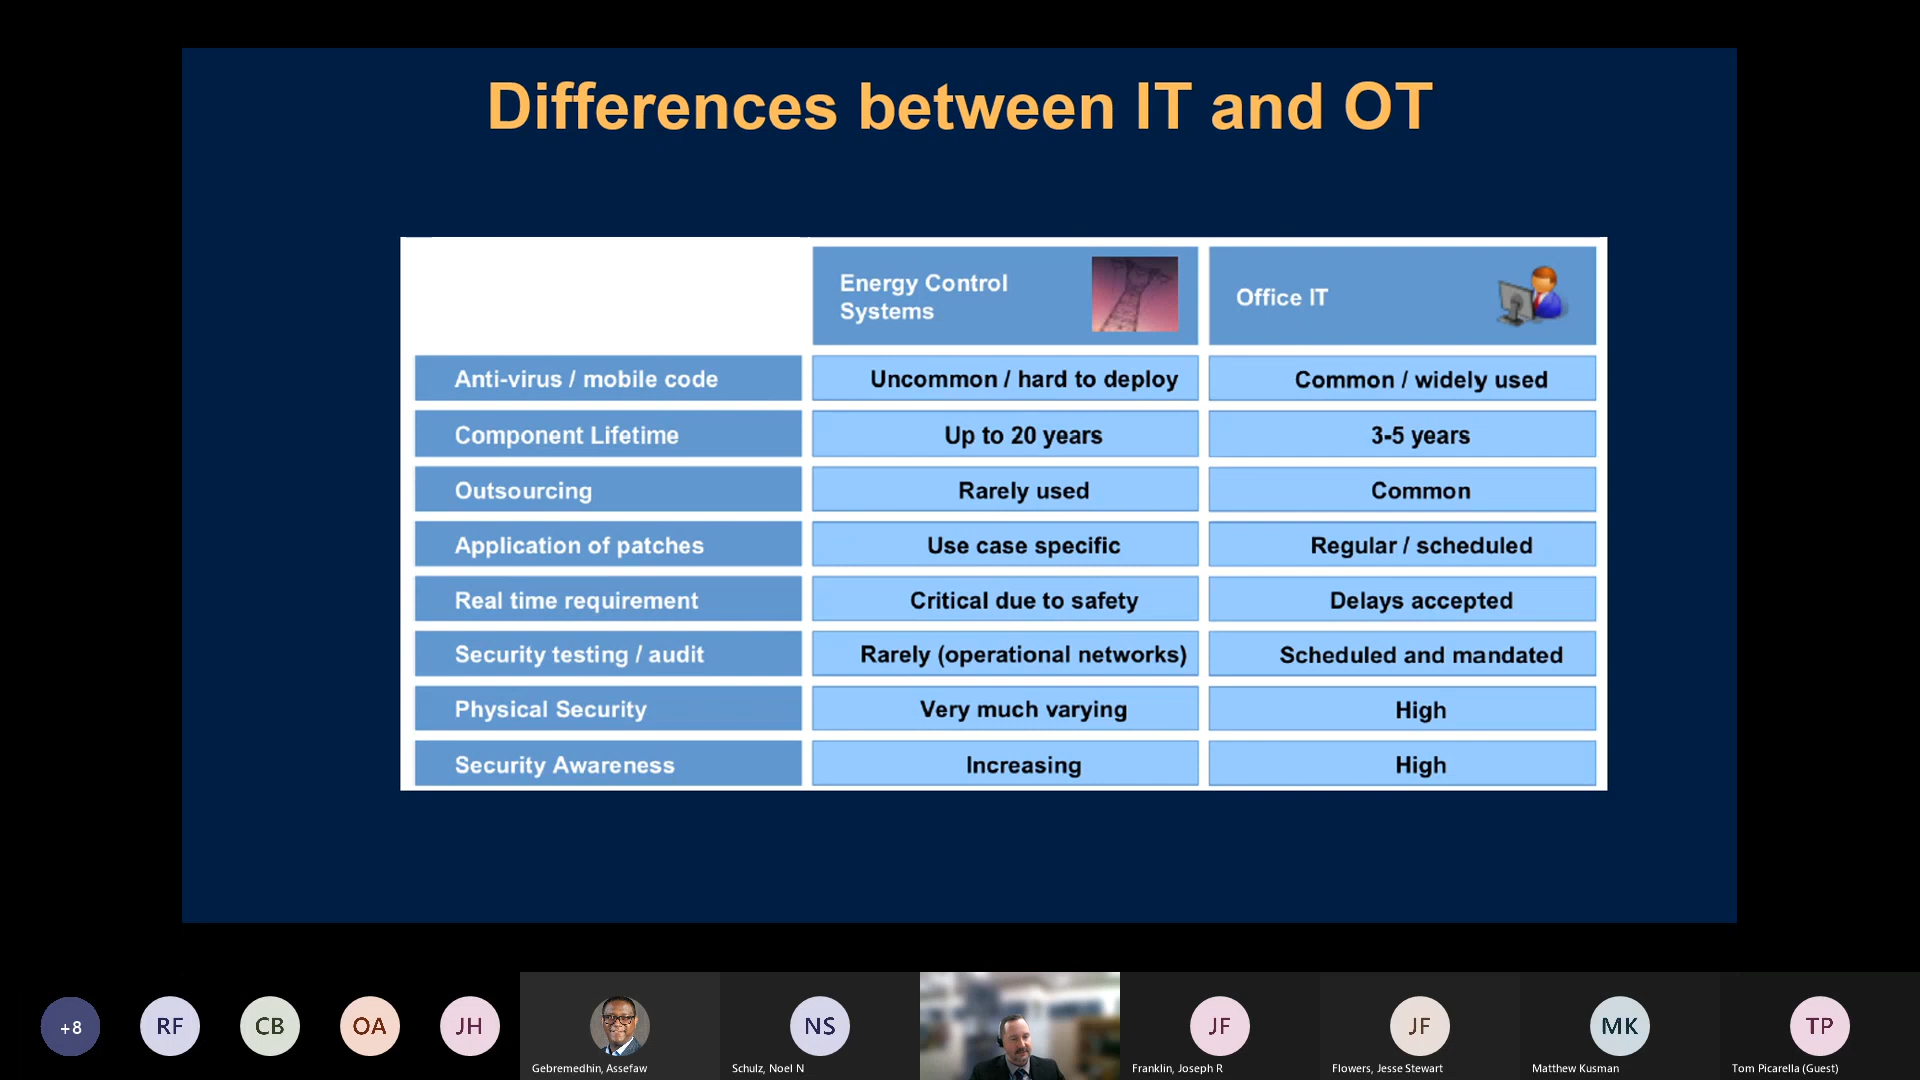 Differences between IT and OT
Energy Control
Systems
Office IT
Anti-virus / mobile code
Uncommon / hard to deploy
Common / widely used
Component Lifetime
Up to 20 years
3-5 years
Outsourcing
Rarely used
Common
Application of patches
Use case specific
Regular / scheduled
Real time requirement
Critical due to safety
Delays accepted
Security testing / audit
Rarely (operational networks)
Scheduled and mandated
Physical Security
Very much varying
High
Security Awareness
Increasing
High
+8
RF
CB
OA
JH
Gebremedhin, Assefaw
NS
Schulz, Noel N
JF
Franklin, Joseph R
JF
Flowers, Jesse Stewart
MK
Matthew Kusman
TP
Tom Picarella (Guest)